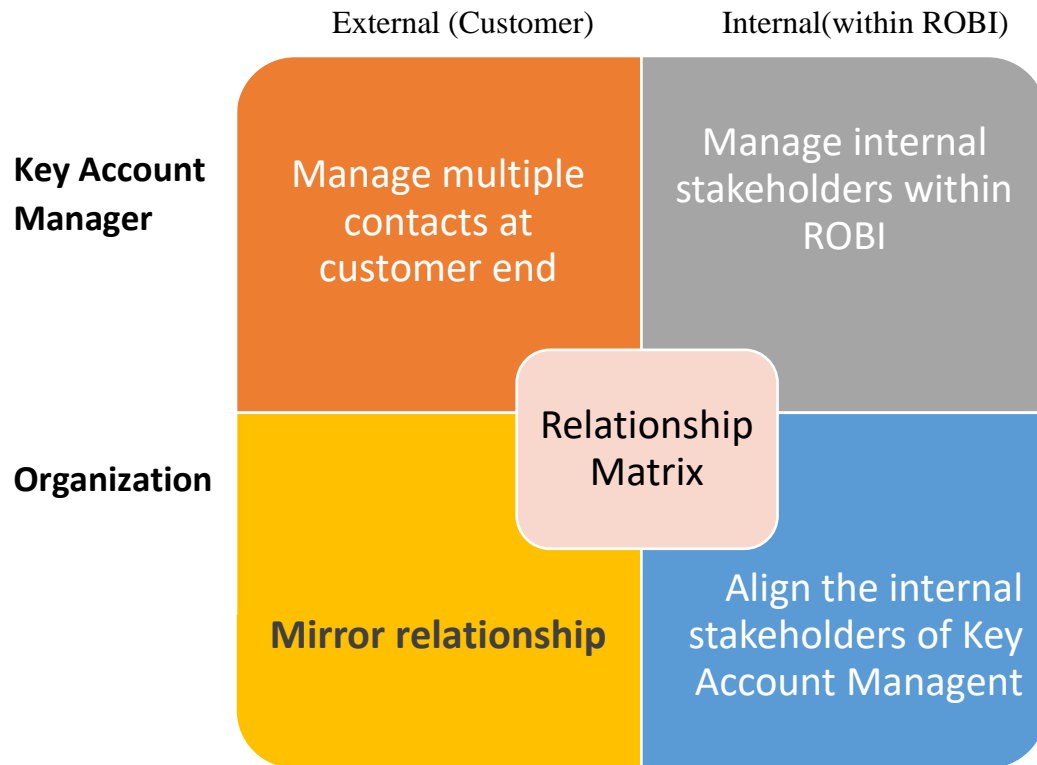 External (Customer)
Internal(within ROBI)
Key Account
Manager
Manage multiple
contacts at
customer end
Manage internal
stakeholders within
ROBI
Relationship
Matrix
Organization
Mirror relationship
Align the internal
stakeholders of Key
Account Managent